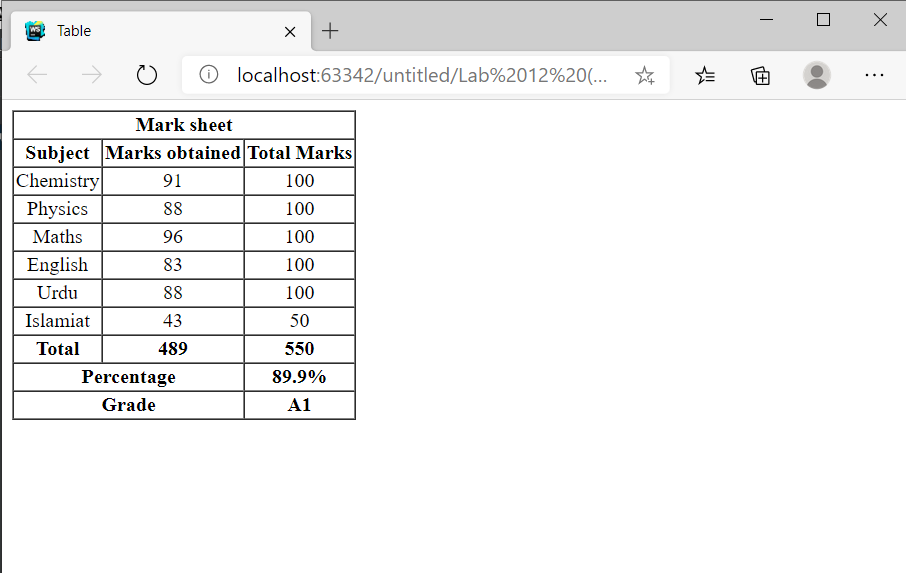 Table
localhost:63342/untitled/Lab%2012%20(...
Mark sheet
Subject Marks obtained Total Marks
Chemistry 91 100
Physics 88 100
Maths 96 100
English 83 100
Urdu 88 100
Islamiat 43 50
Total 489 550
Percentage 89.9%
Grade A1